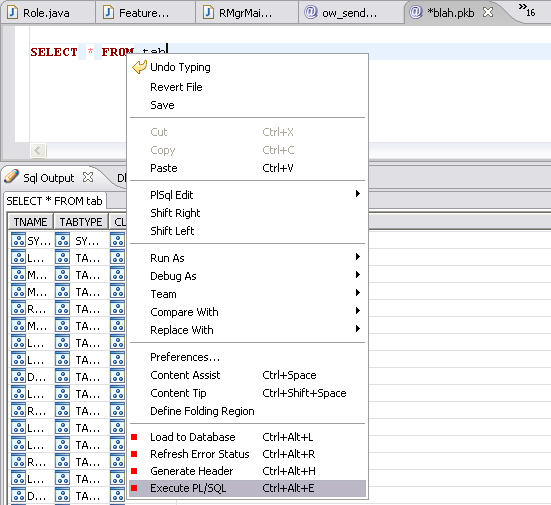 Role.java Feature... RMgrMai... ow_send... *blah.pkb »16
SELECT * FROM tab
Undo Typing
Revert File
Save
Cut Ctrl+X
Copy Ctrl+C
Paste Ctrl+V
PlSql Edit
Shift Right
Shift Left
Run As
Debug As
Team
Compare With
Replace With
Preferences...
Content Assist Ctrl+Space
Content Tip Ctrl+Shift+Space
Define Folding Region
Load to Database Ctrl+Alt+L
Refresh Error Status Ctrl+Alt+R
Generate Header Ctrl+Alt+H
Execute PL/SQL Ctrl+Alt+E
Sql Output
SELECT * FROM tab
TNAME TABTYPE CL
SY... SY...
L... TA...
M... TA...
M... TA...
R... TA...
M... TA...
L... TA...
L... TA...
D... TA...
L... TA...
R... TA...
L... TA...
L... TA...
R... TA...
L... TA...
D... TA...